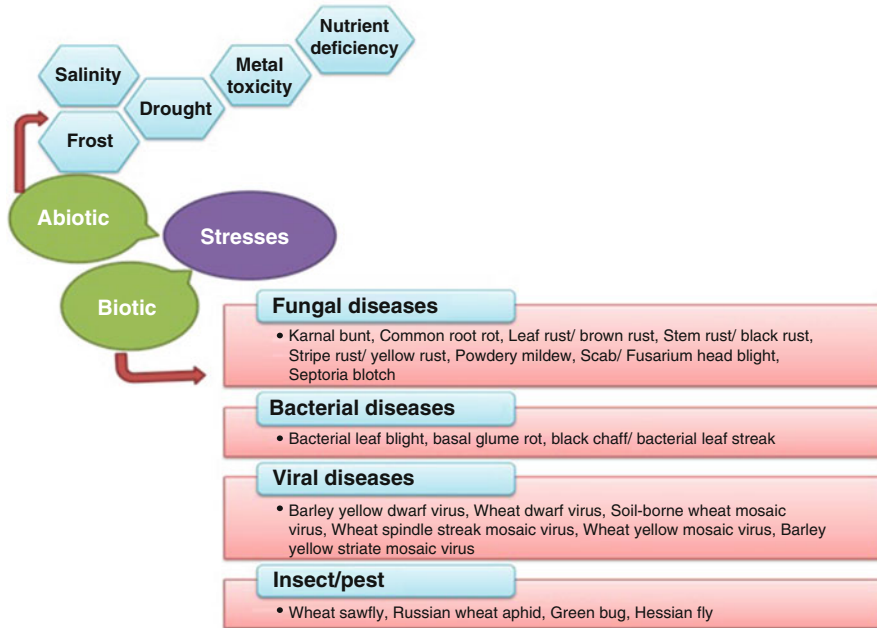 Nutrient
deficiency
Metal
toxicity
Salinity
Drought
Frost
Abiotic
Stresses
Biotic
Fungal diseases
• Karnal bunt, Common root rot, Leaf rust/ brown rust, Stem rust/ black rust,
Stripe rust/ yellow rust, Powdery mildew, Scab/ Fusarium head blight,
Septoria blotch
Bacterial diseases
• Bacterial leaf blight, basal glume rot, black chaff/ bacterial leaf streak
Viral diseases
• Barley yellow dwarf virus, Wheat dwarf virus, Soil-borne wheat mosaic
virus, Wheat spindle streak mosaic virus, Wheat yellow mosaic virus, Barley
yellow striate mosaic virus
Insect/pest
• Wheat sawfly, Russian wheat aphid, Green bug, Hessian fly